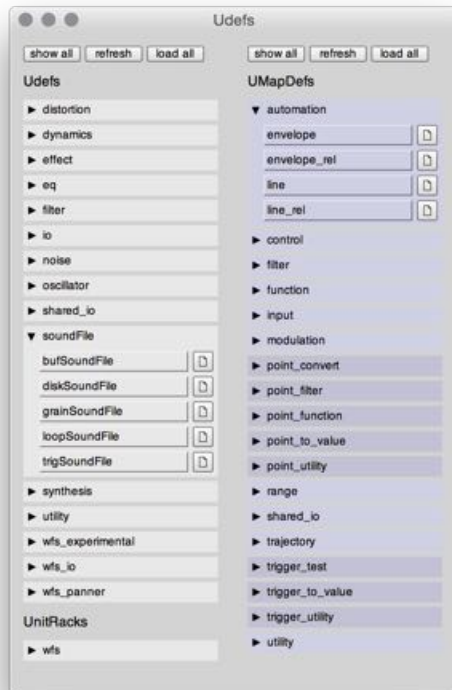 Udefs
show all refresh load all
Udefs
distortion
dynamics
effect
eq
filter
io
noise
oscillator
shared_io
soundFile
bufSoundFile
diskSoundFile
grainSoundFile
loopSoundFile
trigSoundFile
synthesis
utility
wfs_experimental
wfs_io
wfs_panner
UnitRacks
wfs
show all refresh load all
UMapDefs
automation
envelope
envelope_rel
line
line_rel
control
filter
function
input
modulation
point_convert
point_filter
point_function
point_to_value
point_utility
range
shared_io
trajectory
trigger_test
trigger_to_value
trigger_utility
utility